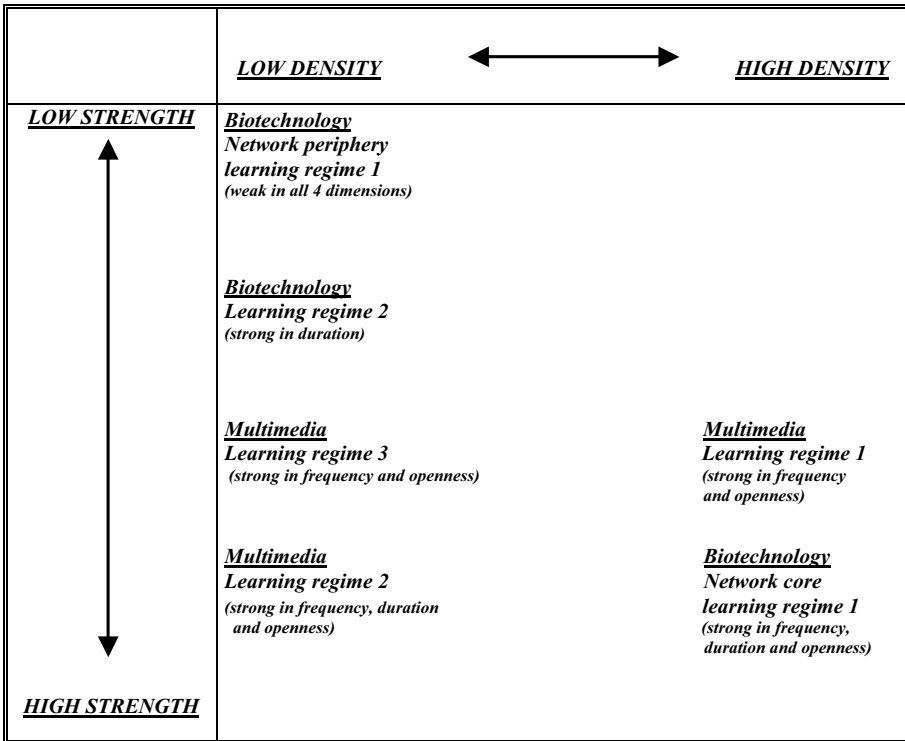 LOW DENSITY
HIGH DENSITY
LOW STRENGTH
Biotechnology
Network periphery
learning regime 1
(weak in all 4 dimensions)
Biotechnology
Learning regime 2
(strong in duration)
Multimedia
Learning regime 3
(strong in frequency and openness)
Multimedia
Learning regime 1
(strong in frequency
and openness)
Multimedia
Learning regime 2
(strong in frequency, duration
and openness)
Biotechnology
Network core
learning regime 1
(strong in frequency,
duration and openness)
HIGH STRENGTH